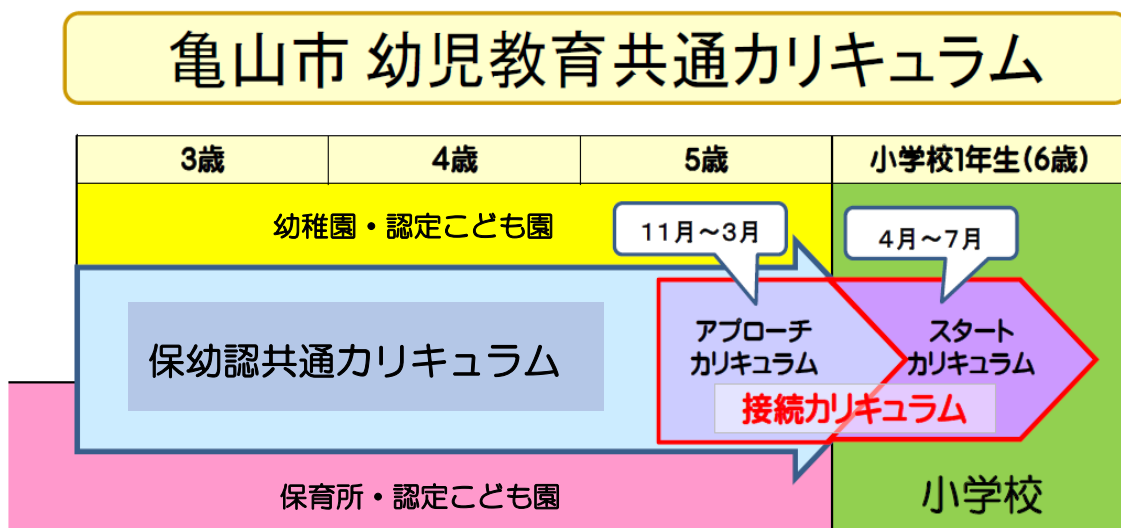 亀山市 幼児教育共通カリキュラム
3歳
4歳
5歳
小学校1年生(6歳)
幼稚園・認定こども園
11月～3月
4月～7月
保幼認共通カリキュラム
アプローチ
カリキュラム
スタート
カリキュラム
接続カリキュラム
保育所・認定こども園
小学校